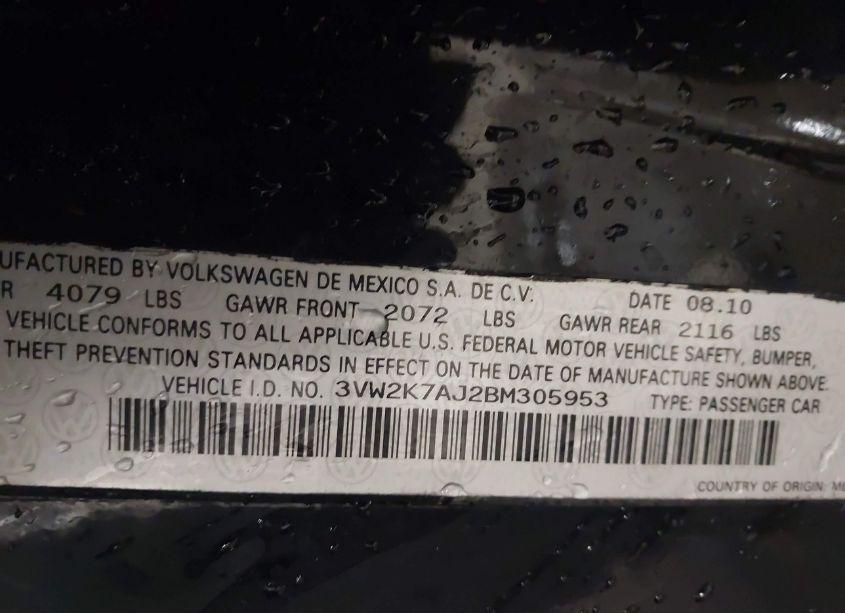 UFACTURED BY VOLKSWAGEN DE MEXICO S.A. DE C.V. DATE 08.10
R 4079 LBS GAWR FRONT 2072 LBS GAWR REAR 2116 LBS
VEHICLE CONFORMS TO ALL APPLICABLE U.S. FEDERAL MOTOR VEHICLE SAFETY, BUMPER,
THEFT PREVENTION STANDARDS IN EFFECT ON THE DATE OF MANUFACTURE SHOWN ABOVE.
VEHICLE I.D. NO. 3VW2K7AJ2BM305953 TYPE: PASSENGER CAR
COUNTRY OF ORIGIN: ME